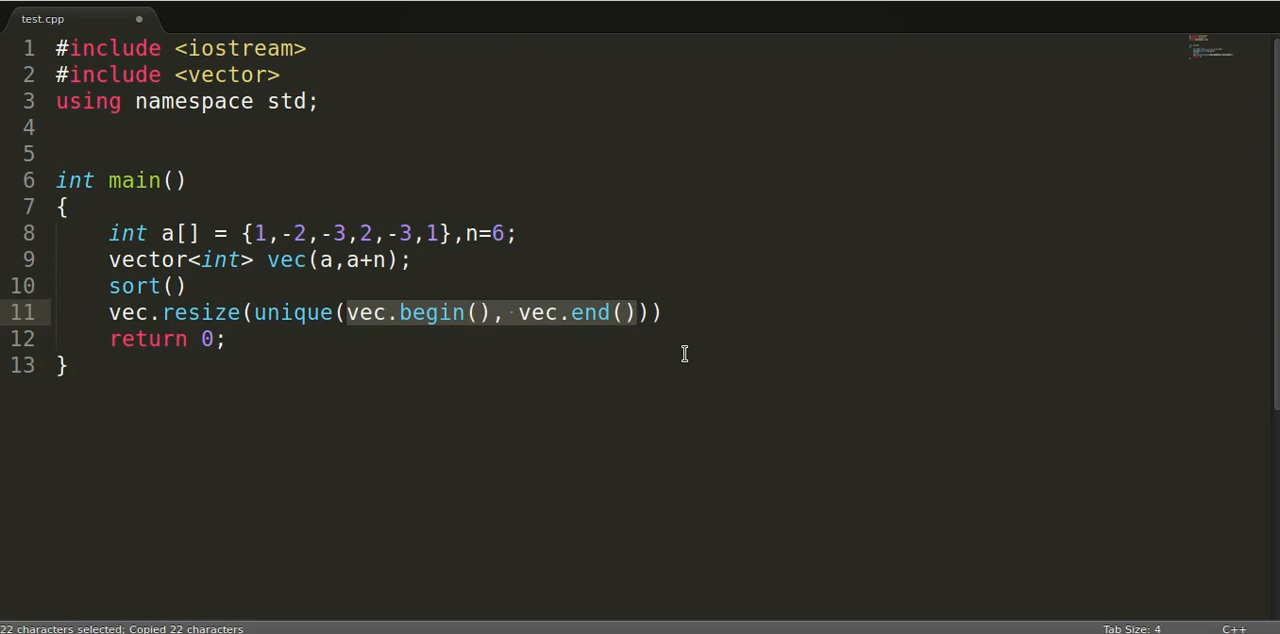 test.cpp
1 #include <iostream>
2 #include <vector>
3 using namespace std;
4
5
6 int main()
7 {
8     int a[] = {1,-2,-3,2,-3,1},n=6;
9     vector<int> vec(a,a+n);
10     sort()
11     vec.resize(unique(vec.begin(), vec.end()))
12     return 0;
13 }
22 characters selected; Copied 22 characters
Tab Size: 4
C++